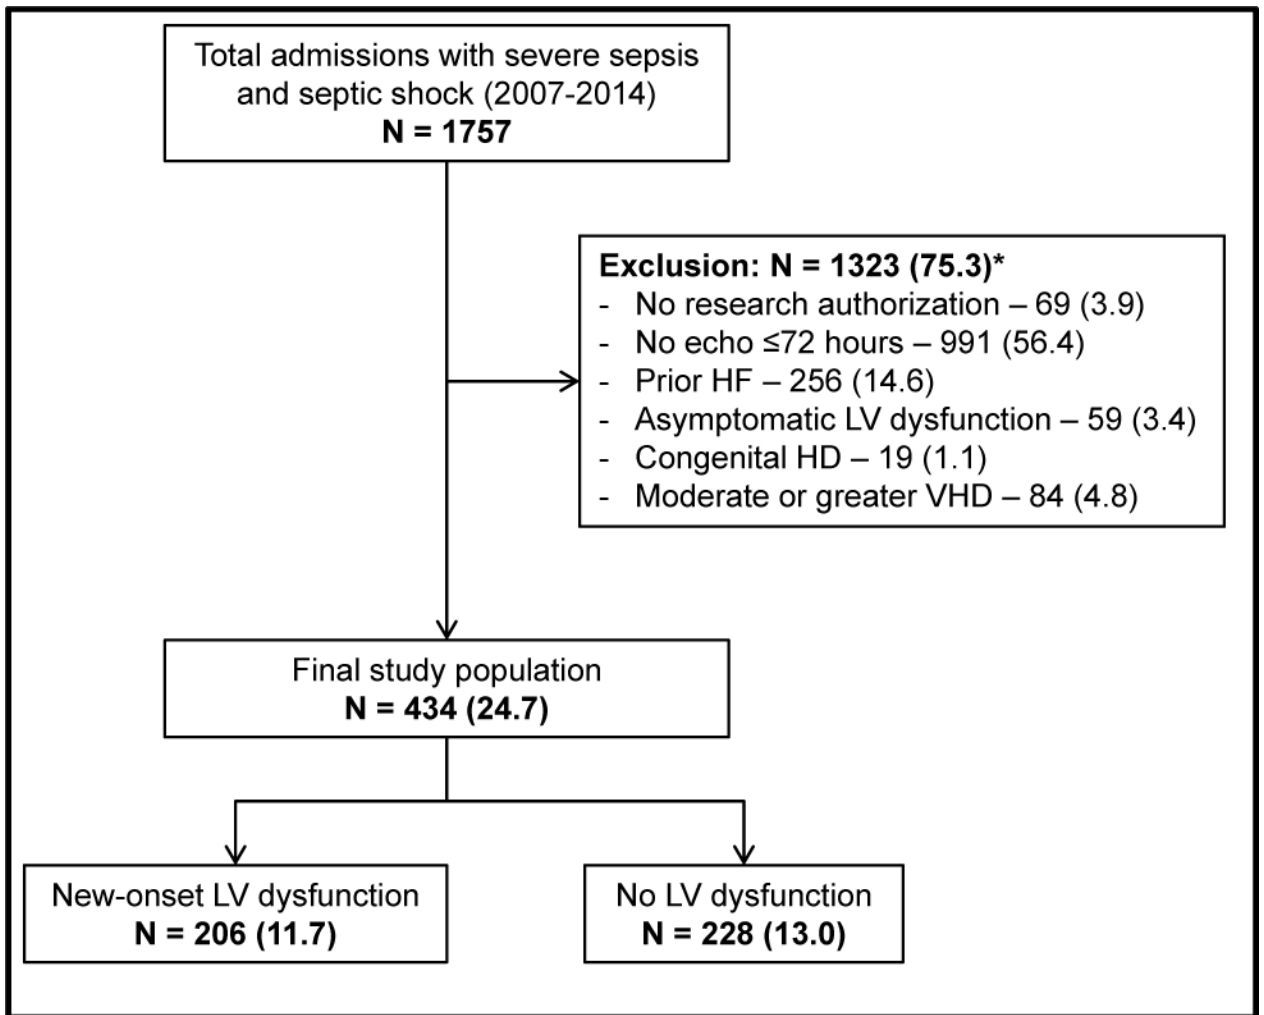 Total admissions with severe sepsis
and septic shock (2007-2014)
N = 1757
Exclusion: N = 1323 (75.3)*
- No research authorization – 69 (3.9)
- No echo ≤72 hours – 991 (56.4)
- Prior HF – 256 (14.6)
- Asymptomatic LV dysfunction – 59 (3.4)
- Congenital HD – 19 (1.1)
- Moderate or greater VHD – 84 (4.8)
Final study population
N = 434 (24.7)
New-onset LV dysfunction
N = 206 (11.7)
No LV dysfunction
N = 228 (13.0)